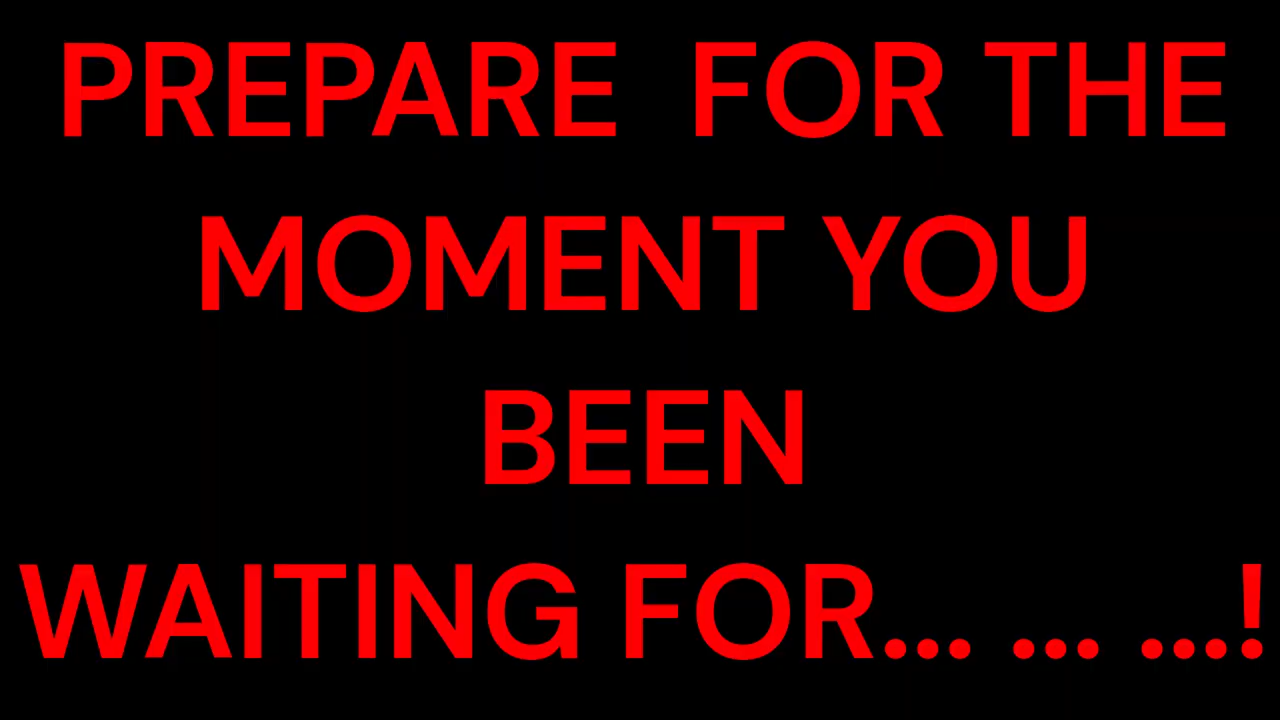 PREPARE  FOR THE
MOMENT YOU
BEEN
WAITING FOR... ... ...!